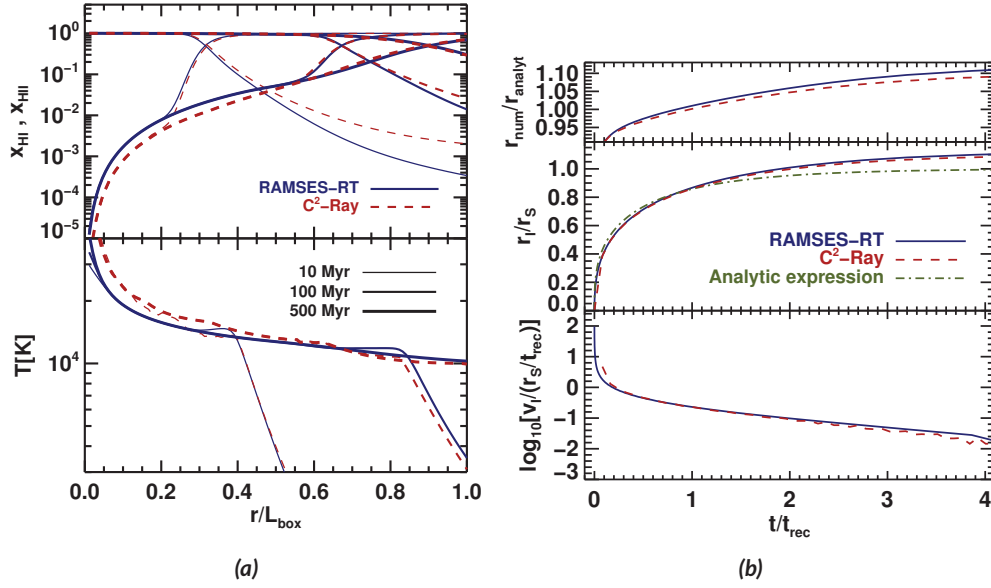 10⁰
10⁻¹
10⁻²
10⁻³
10⁻⁴
10⁻⁵
x_HI , x_HII
RAMSES-RT
C²-Ray
10 Myr
100 Myr
500 Myr
10⁴
T[K]
0.0 0.2 0.4 0.6 0.8 1.0
r/L_box
(a)
1.10
1.05
1.00
0.95
r_num/r_analyt
1.0
0.8
0.6
0.4
0.2
0.0
r_I/r_S
RAMSES-RT
C²-Ray
Analytic expression
2
1
0
-1
-2
-3
log₁₀[v_I/(r_S/t_rec)]
0 1 2 3 4
t/t_rec
(b)